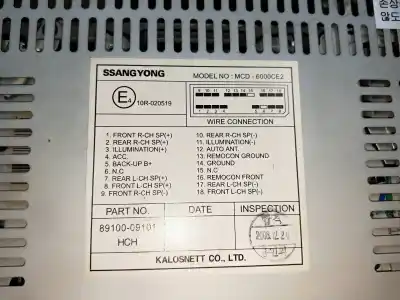 SSANGYONG
MODEL NO : MCD - 6000CE2
E4
10R-020519
WIRE CONNECTION
1. FRONT R-CH SP(+)
2. REAR R-CH SP(+)
3. ILLUMINATION(+)
4. ACC.
5. BACK-UP B+
6. N.C
7. REAR L-CH SP(+)
8. FRONT L-CH SP(+)
9. FRONT R-CH SP(-)
10. REAR R-CH SP(-)
11. ILLUMINATION(-)
12. AUTO ANT.
13. REMOCON GROUND
14. GROUND
15. N.C
16. REMOCON FRONT
17. REAR L-CH SP(-)
18. FRONT L-CH SP(-)
PART NO.
DATE
INSPECTION
89100-09101
HCH
KALOSNETT CO., LTD.